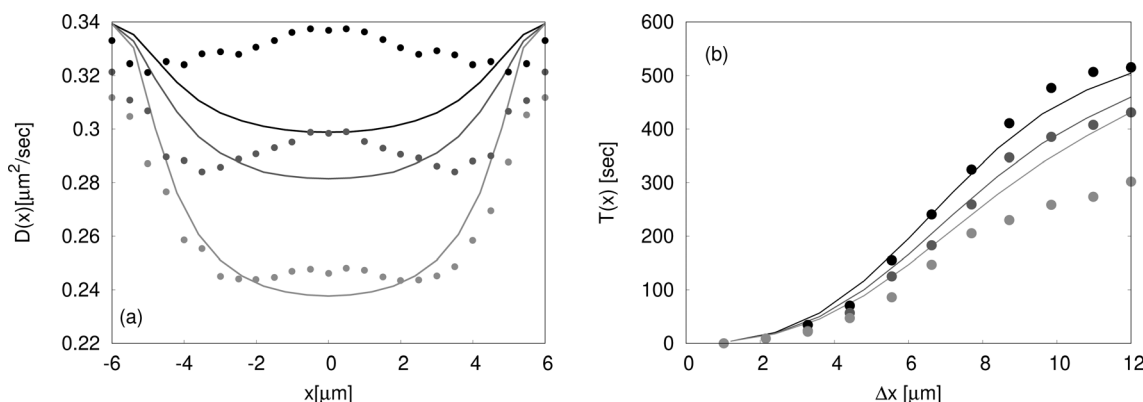 0.34
0.32
0.3
0.28
0.26
0.24
0.22
D(x)[μm²/sec]
(a)
-6 -4 -2 0 2 4 6
x[μm]
600
500
400
300
200
100
0
T(x) [sec]
(b)
0 2 4 6 8 10 12
Δx [μm]